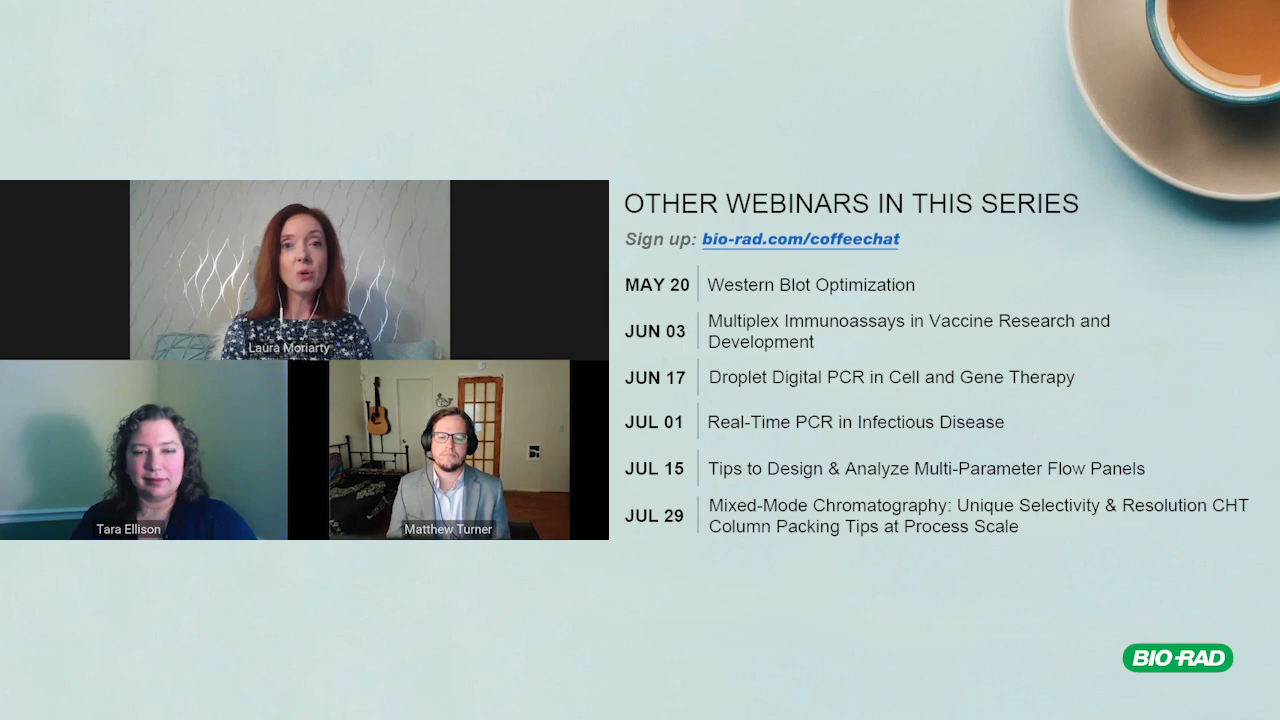 Laura Moriarty
Tara Ellison
Matthew Turner
OTHER WEBINARS IN THIS SERIES
Sign up: bio-rad.com/coffeechat
MAY 20 Western Blot Optimization
JUN 03 Multiplex Immunoassays in Vaccine Research and
Development
JUN 17 Droplet Digital PCR in Cell and Gene Therapy
JUL 01 Real-Time PCR in Infectious Disease
JUL 15 Tips to Design & Analyze Multi-Parameter Flow Panels
JUL 29 Mixed-Mode Chromatography: Unique Selectivity & Resolution CHT
Column Packing Tips at Process Scale
BIO-RAD